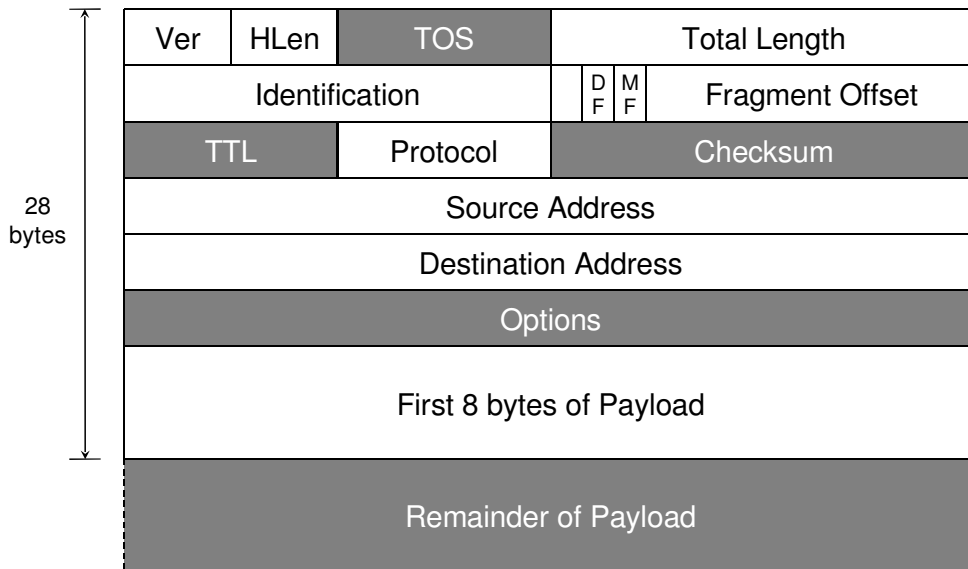 Ver HLen TOS Total Length
Identification D F M F Fragment Offset
TTL Protocol Checksum
28 bytes
Source Address
Destination Address
Options
First 8 bytes of Payload
Remainder of Payload